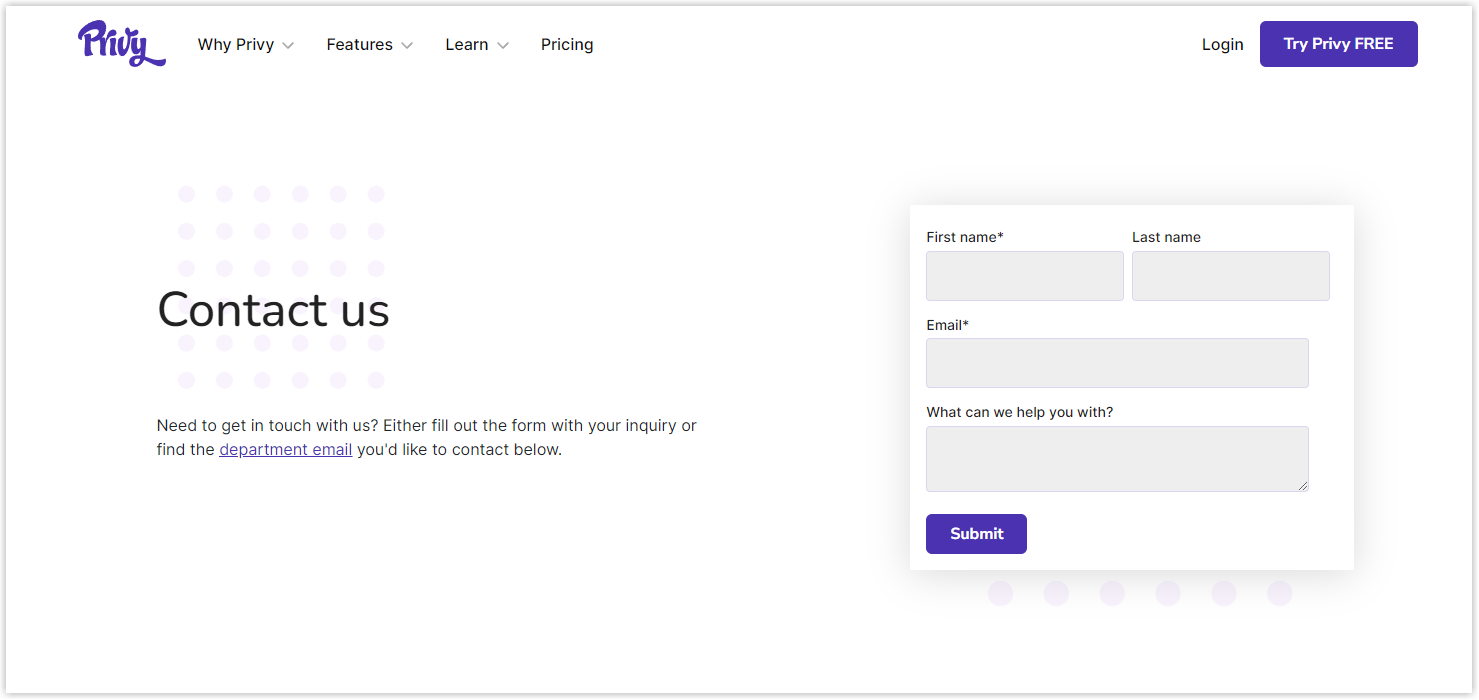 Privy
Why Privy
Features
Learn
Pricing
Login
Try Privy FREE
Contact us
Need to get in touch with us? Either fill out the form with your inquiry or
find the department email you'd like to contact below.
First name*
Last name
Email*
What can we help you with?
Submit